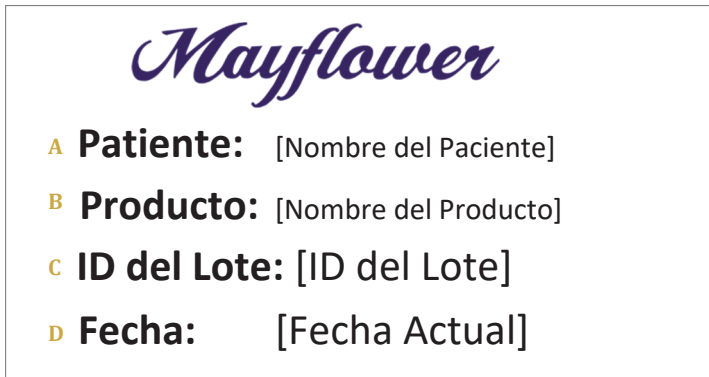 Mayflower
A Patiente: [Nombre del Paciente]
B Producto: [Nombre del Producto]
C ID del Lote: [ID del Lote]
D Fecha: [Fecha Actual]